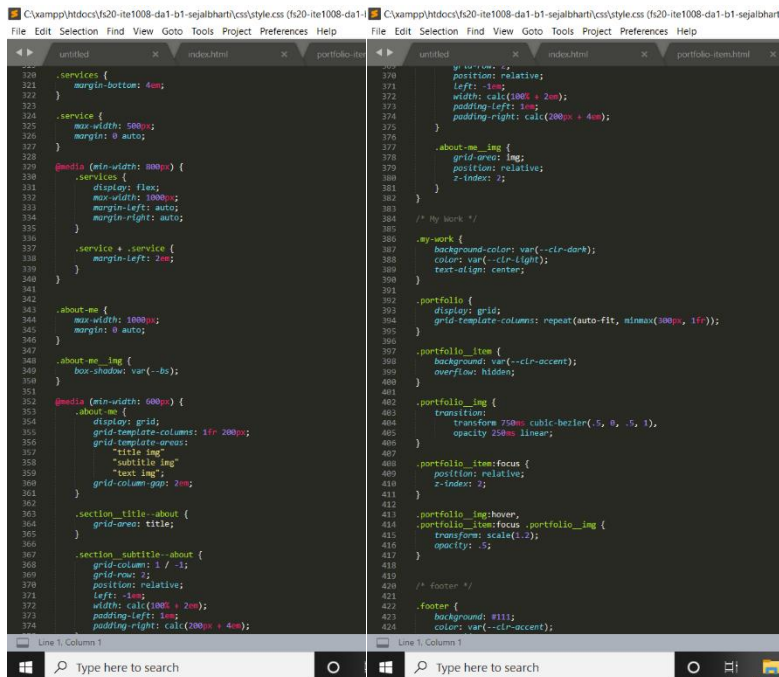 C:\xampp\htdocs\fs20-ite1008-da1-b1-sejalbharti\css\style.css (fs20-ite1008-da1-
File Edit Selection Find View Goto Tools Project Preferences Help
untitled × index.html × portfolio-iter
320 .services {
321 margin-bottom: 4em;
322 }
323
324 .service {
325 max-width: 500px;
326 margin: 0 auto;
327 }
328
329 @media (min-width: 800px) {
330 .services {
331 display: flex;
332 max-width: 1000px;
333 margin-left: auto;
334 margin-right: auto;
335 }
336
337 .service + .service {
338 margin-left: 2em;
339 }
340 }
341
342
343 .about-me {
344 max-width: 1000px;
345 margin: 0 auto;
346 }
347
348 .about-me__img {
349 box-shadow: var(--bs);
350 }
351
352 @media (min-width: 600px) {
353 .about-me {
354 display: grid;
355 grid-template-columns: 1fr 200px;
356 grid-template-areas:
357 "title img"
358 "subtitle img"
359 "text img";
360 grid-column-gap: 2em;
361 }
362
363 .section__title--about {
364 grid-area: title;
365 }
366
367 .section__subtitle--about {
368 grid-column: 1 / -1;
369 grid-row: 2;
370 position: relative;
371 left: -1em;
372 width: calc(100% + 2em);
373 padding-left: 1em;
374 padding-right: calc(200px + 4em);
Line 1, Column 1
Type here to search
C:\xampp\htdocs\fs20-ite1008-da1-b1-sejalbharti\css\style.css (fs20-ite1008-da1-b1-sejalbhart
File Edit Selection Find View Goto Tools Project Preferences Help
untitled × index.html × portfolio-item.html ×
369 grid-row: 2;
370 position: relative;
371 left: -1em;
372 width: calc(100% + 2em);
373 padding-left: 1em;
374 padding-right: calc(200px + 4em);
375 }
376
377 .about-me__img {
378 grid-area: img;
379 position: relative;
380 z-index: 2;
381 }
382 }
383
384 /* My Work */
385
386 .my-work {
387 background-color: var(--clr-dark);
388 color: var(--clr-light);
389 text-align: center;
390 }
391
392 .portfolio {
393 display: grid;
394 grid-template-columns: repeat(auto-fit, minmax(300px, 1fr));
395 }
396
397 .portfolio__item {
398 background: var(--clr-accent);
399 overflow: hidden;
400 }
401
402 .portfolio__img {
403 transition:
404 transform 750ms cubic-bezier(.5, 0, .5, 1),
405 opacity 250ms linear;
406 }
407
408 .portfolio__item:focus {
409 position: relative;
410 z-index: 2;
411 }
412
413 .portfolio__img:hover,
414 .portfolio__item:focus .portfolio__img {
415 transform: scale(1.2);
416 opacity: .5;
417 }
418
419
420 /* footer */
421
422 .footer {
423 background: #111;
424 color: var(--clr-accent);
Line 1, Column 1
Type here to search